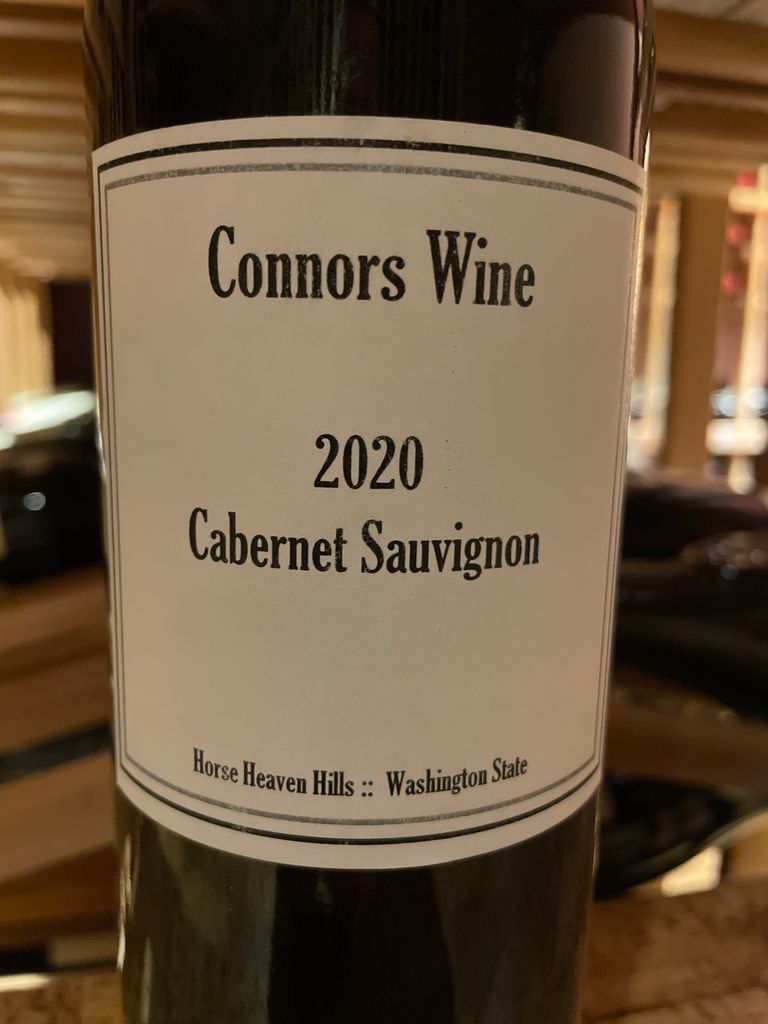 Connors Wine
2020
Cabernet Sauvignon
Horse Heaven Hills :: Washington State